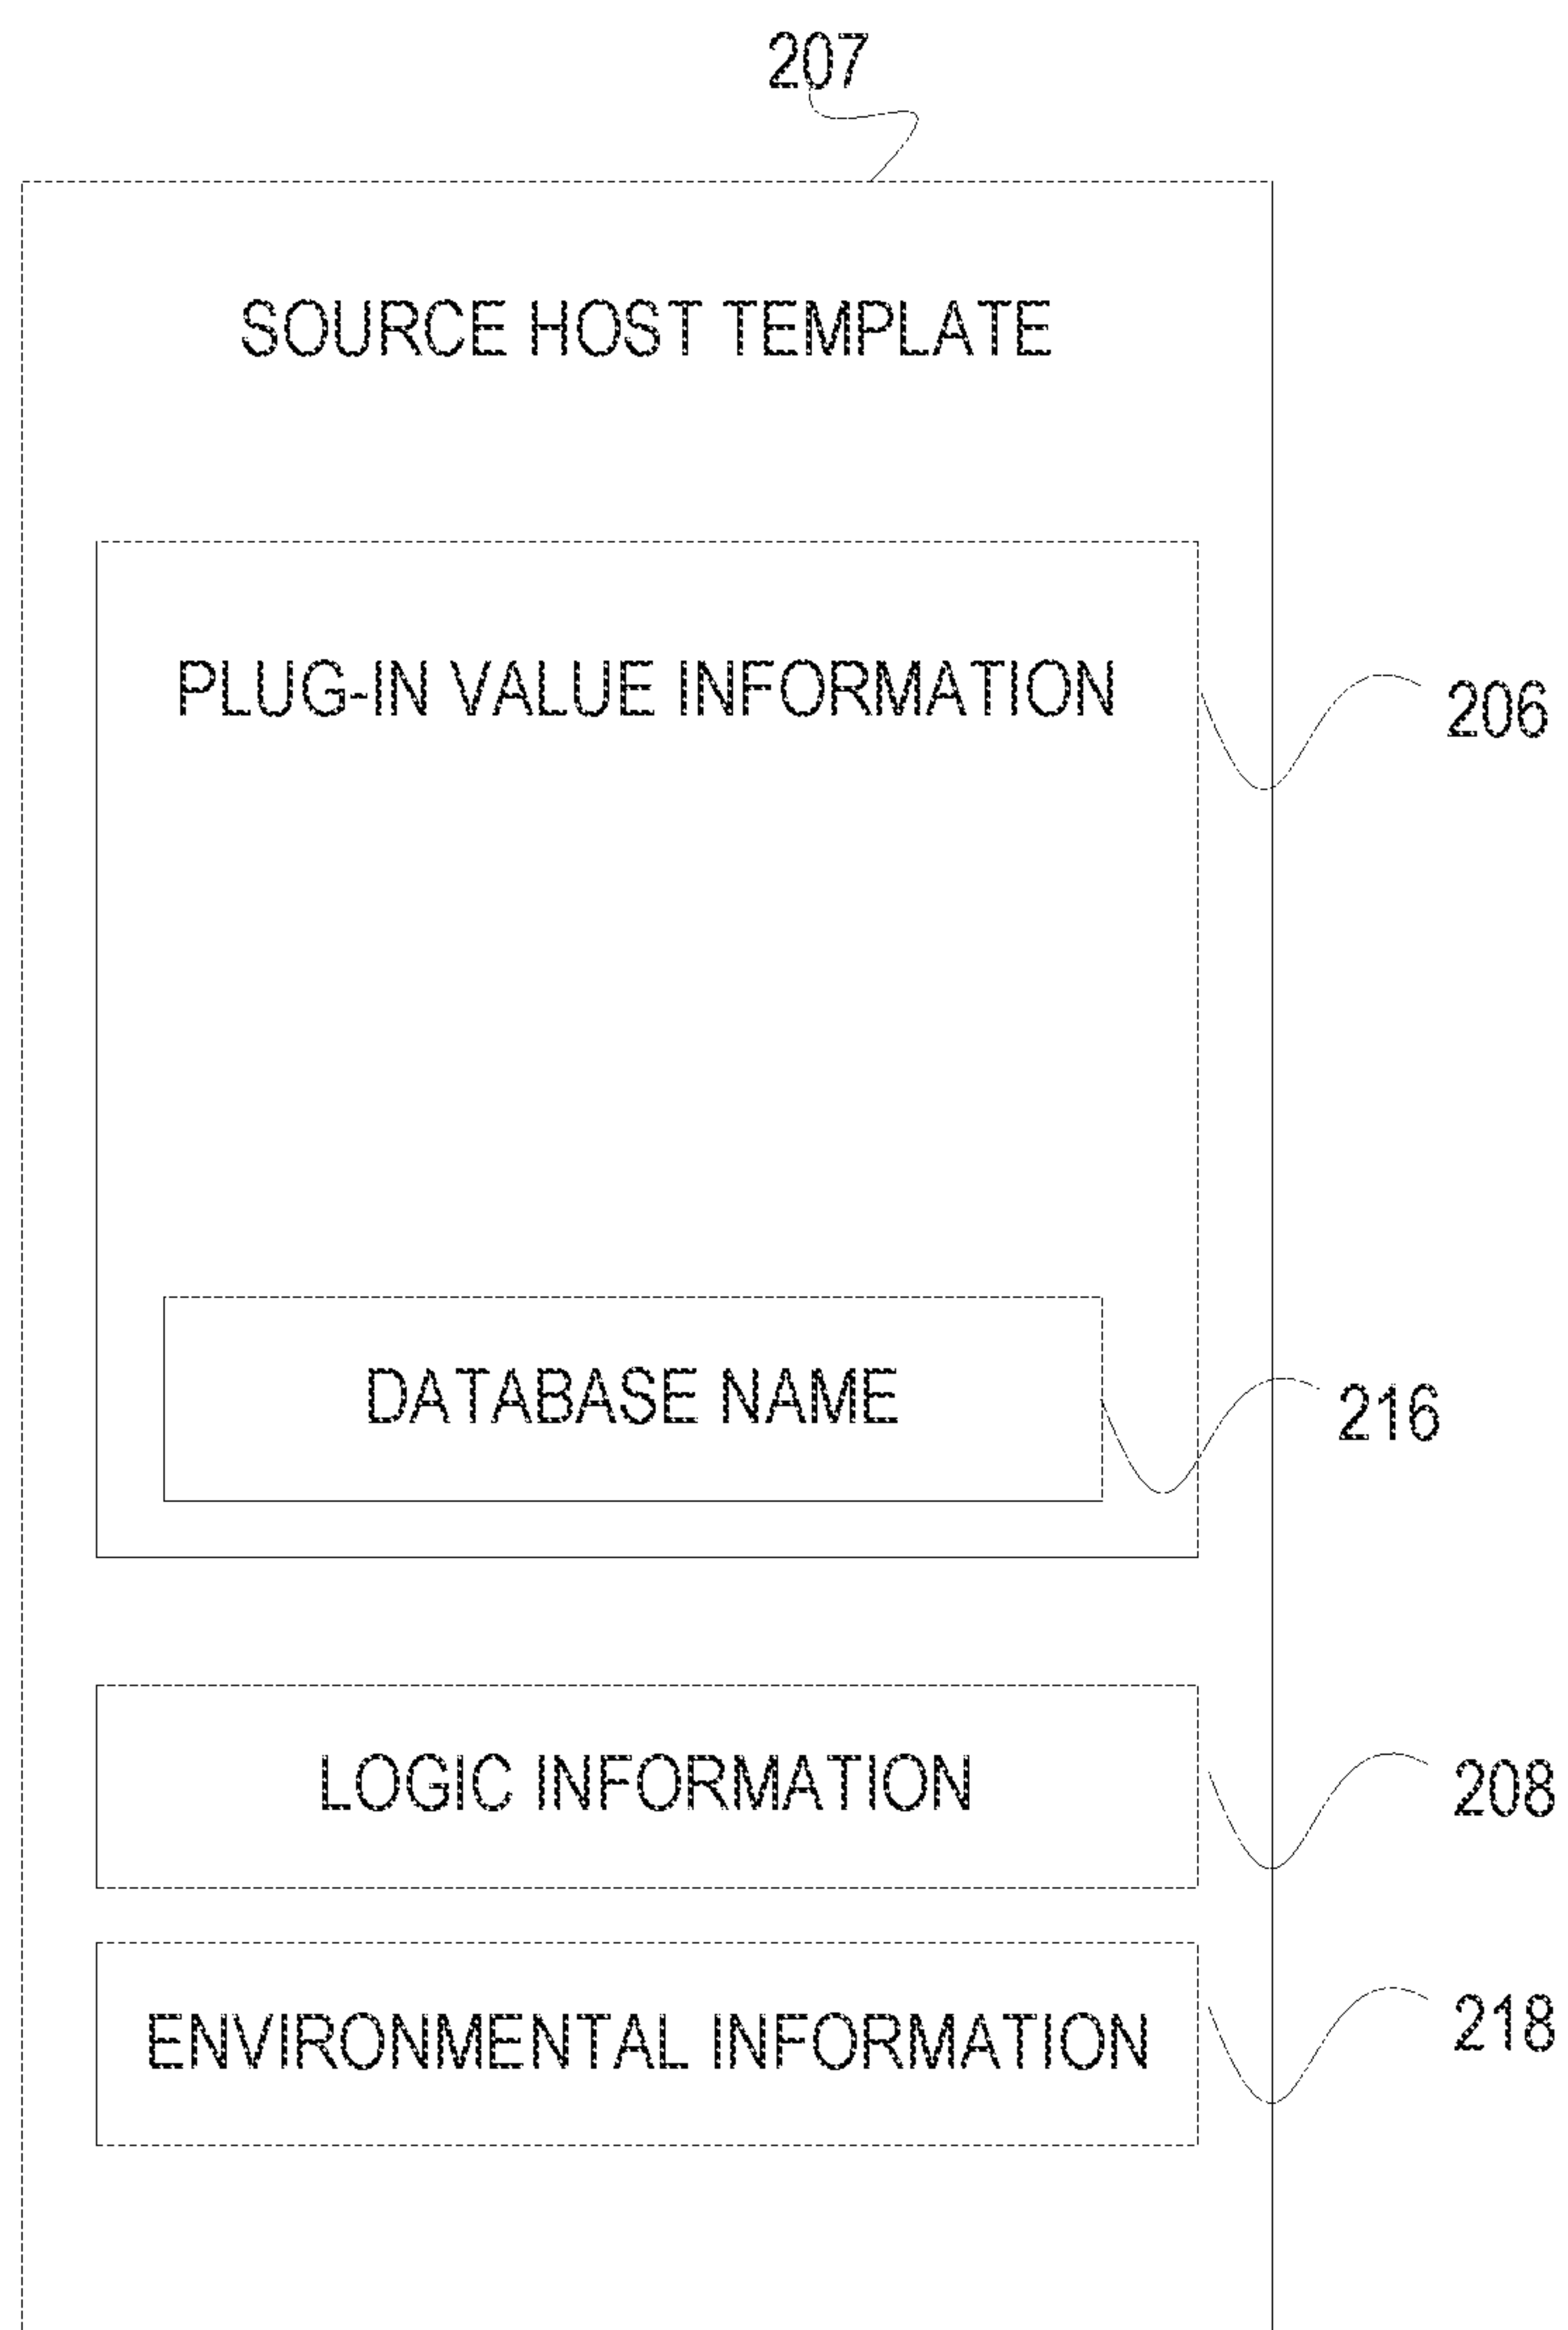 207
SOURCE HOST TEMPLATE
PLUG-IN VALUE INFORMATION
206
DATABASE NAME
216
LOGIC INFORMATION
208
ENVIRONMENTAL INFORMATION
218